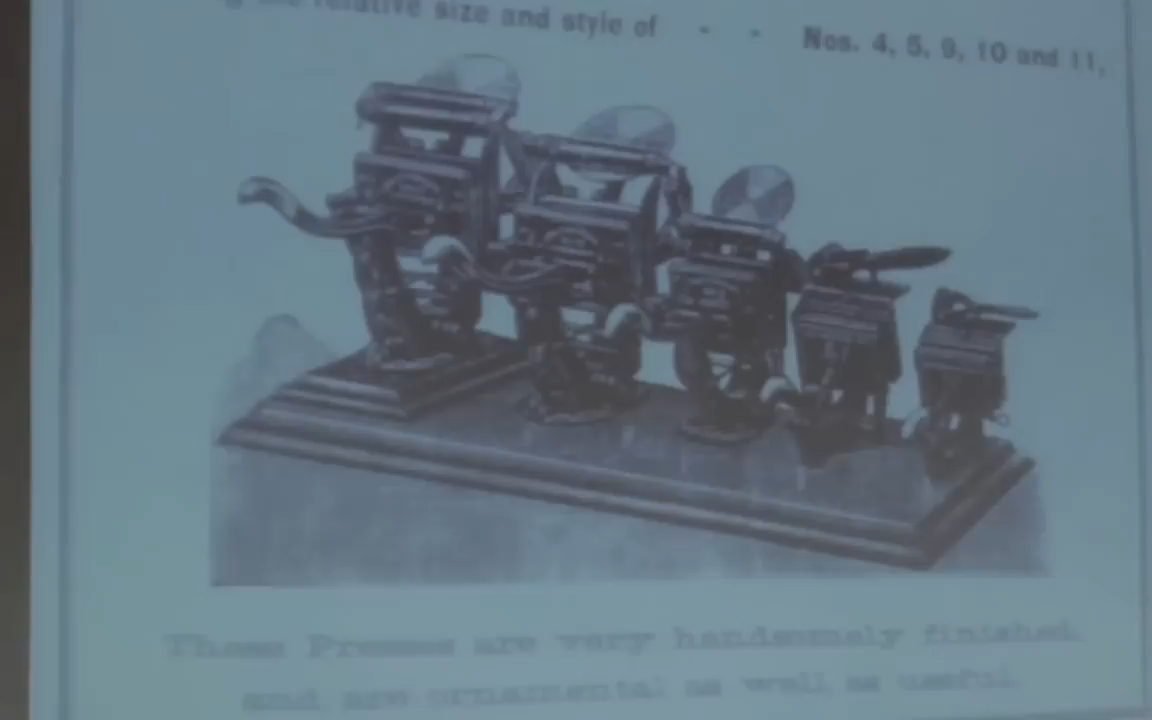 relative size and style of - - Nos. 4, 5, 9, 10 and 11,
These Presses are very handsomely finished
and are ornamental as well as useful